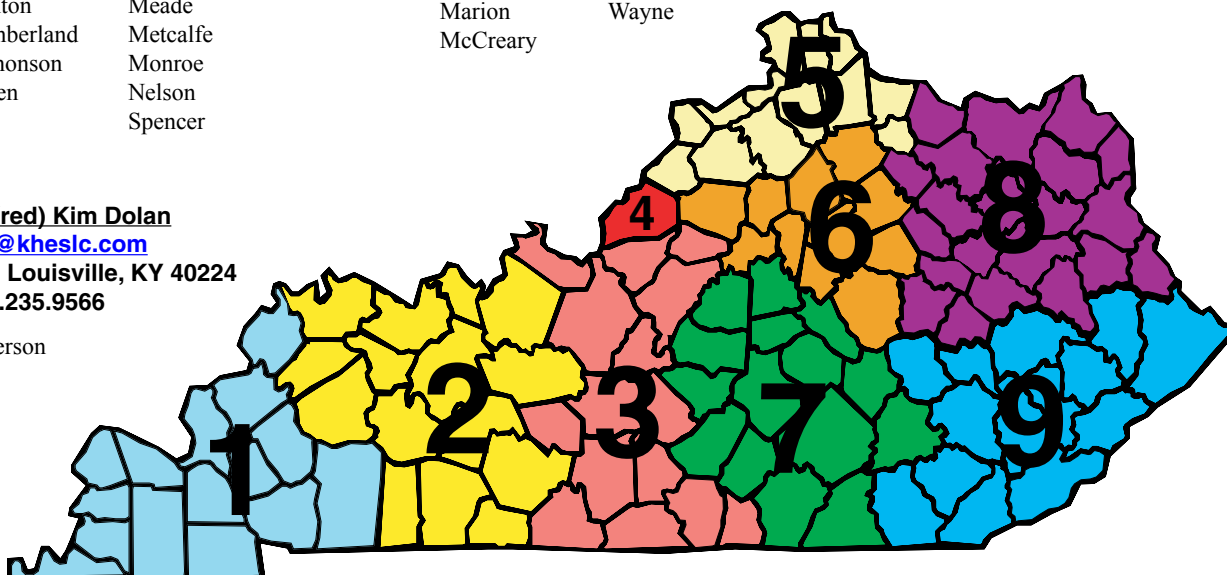 Meade
Metcalfe
Monroe
Nelson
Spencer
Marion
McCreary
Wayne
red) Kim Dolan
@kheslc.com
Louisville, KY 40224
.235.9566
5
4
6
8
2
3
7
9
1